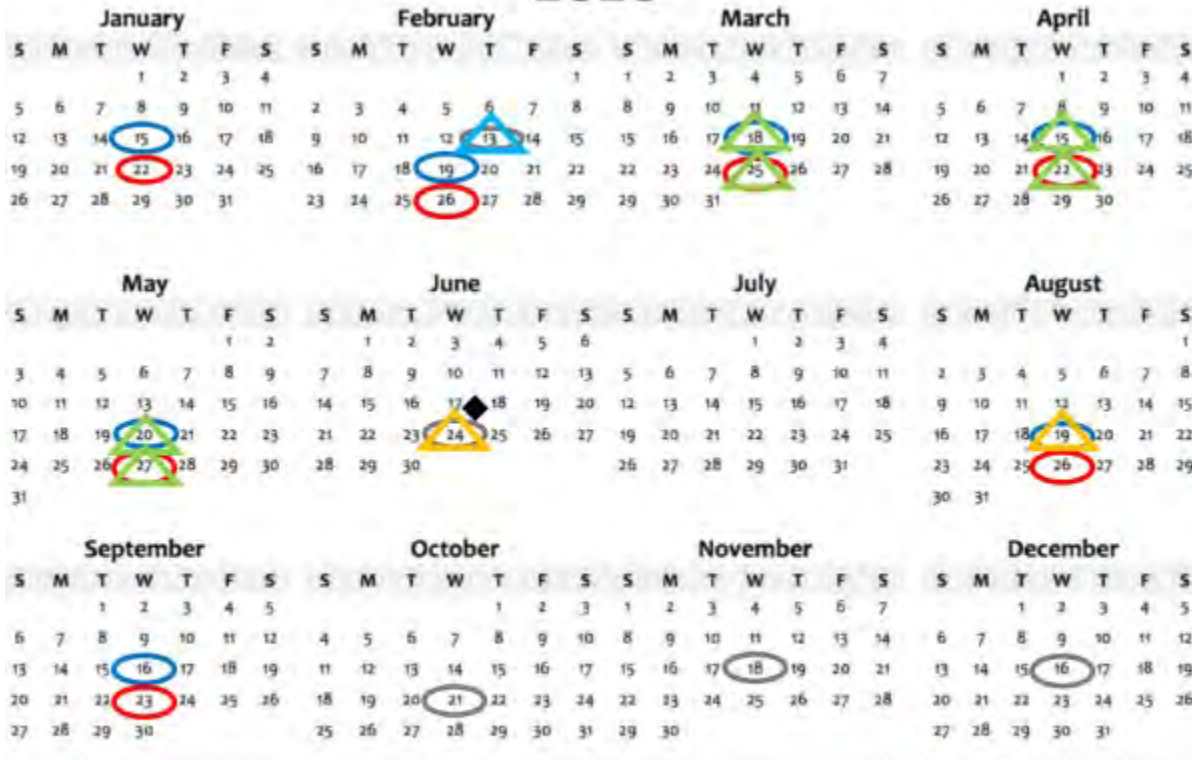 January
S M T W T F S
1 2 3 4
5 6 7 8 9 10 11
12 13 14 15 16 17 18
19 20 21 22 23 24 25
26 27 28 29 30 31
February
S M T W T F S
1
2 3 4 5 6 7 8
9 10 11 12 13 14 15
16 17 18 19 20 21 22
23 24 25 26 27 28 29
March
S M T W T F S
1 2 3 4 5 6 7
8 9 10 11 12 13 14
15 16 17 18 19 20 21
22 23 24 25 26 27 28
29 30 31
April
S M T W T F S
1 2 3 4
5 6 7 8 9 10 11
12 13 14 15 16 17 18
19 20 21 22 23 24 25
26 27 28 29 30
May
S M T W T F S
1 2
3 4 5 6 7 8 9
10 11 12 13 14 15 16
17 18 19 20 21 22 23
24 25 26 27 28 29 30
31
June
S M T W T F S
1 2 3 4 5 6
7 8 9 10 11 12 13
14 15 16 17 18 19 20
21 22 23 24 25 26 27
28 29 30
July
S M T W T F S
1 2 3 4
5 6 7 8 9 10 11
12 13 14 15 16 17 18
19 20 21 22 23 24 25
26 27 28 29 30 31
August
S M T W T F S
1
2 3 4 5 6 7 8
9 10 11 12 13 14 15
16 17 18 19 20 21 22
23 24 25 26 27 28 29
30 31
September
S M T W T F S
1 2 3 4 5
6 7 8 9 10 11 12
13 14 15 16 17 18 19
20 21 22 23 24 25 26
27 28 29 30
October
S M T W T F S
1 2 3
4 5 6 7 8 9 10
11 12 13 14 15 16 17
18 19 20 21 22 23 24
25 26 27 28 29 30 31
November
S M T W T F S
1 2 3 4 5 6 7
8 9 10 11 12 13 14
15 16 17 18 19 20 21
22 23 24 25 26 27 28
29 30
December
S M T W T F S
1 2 3 4 5
6 7 8 9 10 11 12
13 14 15 16 17 18 19
20 21 22 23 24 25 26
27 28 29 30 31